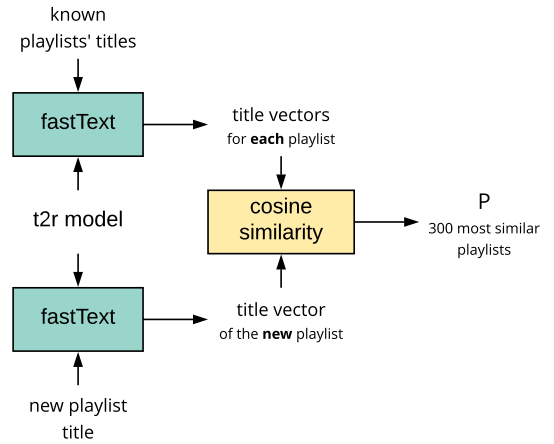 known
playlists' titles
fastText
title vectors
for each playlist
t2r model
cosine
similarity
P
300 most similar
playlists
fastText
title vector
of the new playlist
new playlist
title